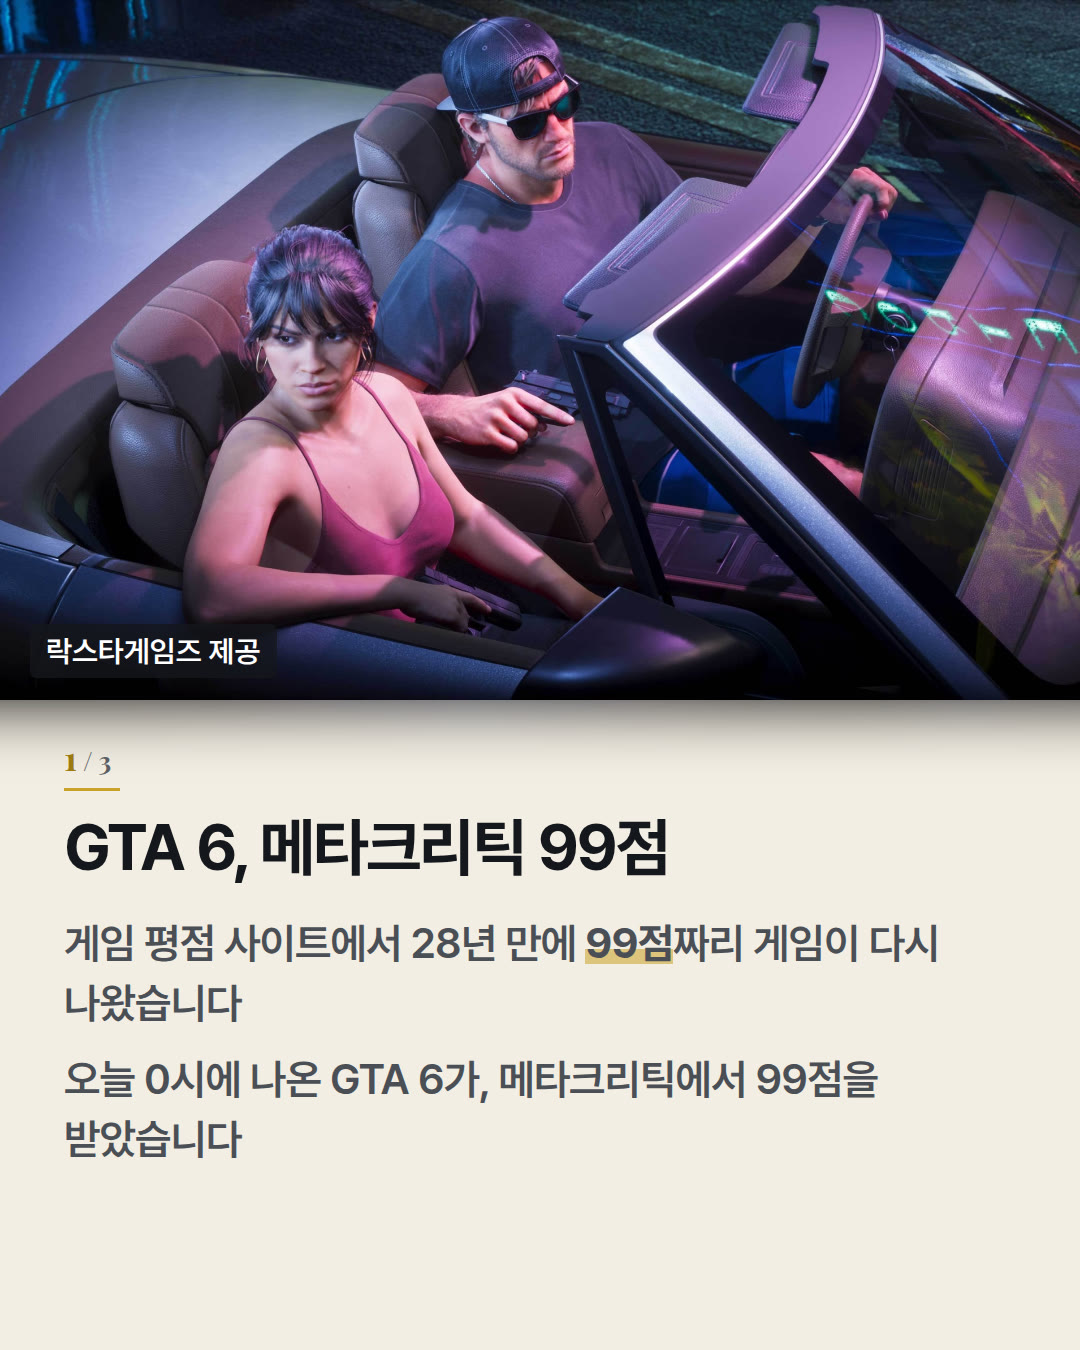 락스타게임즈 제공
1 / 3
GTA 6, 메타크리틱 99점
게임 평점 사이트에서 28년 만에 99점짜리 게임이 다시
나왔습니다
오늘 0시에 나온 GTA 6가, 메타크리틱에서 99점을
받았습니다